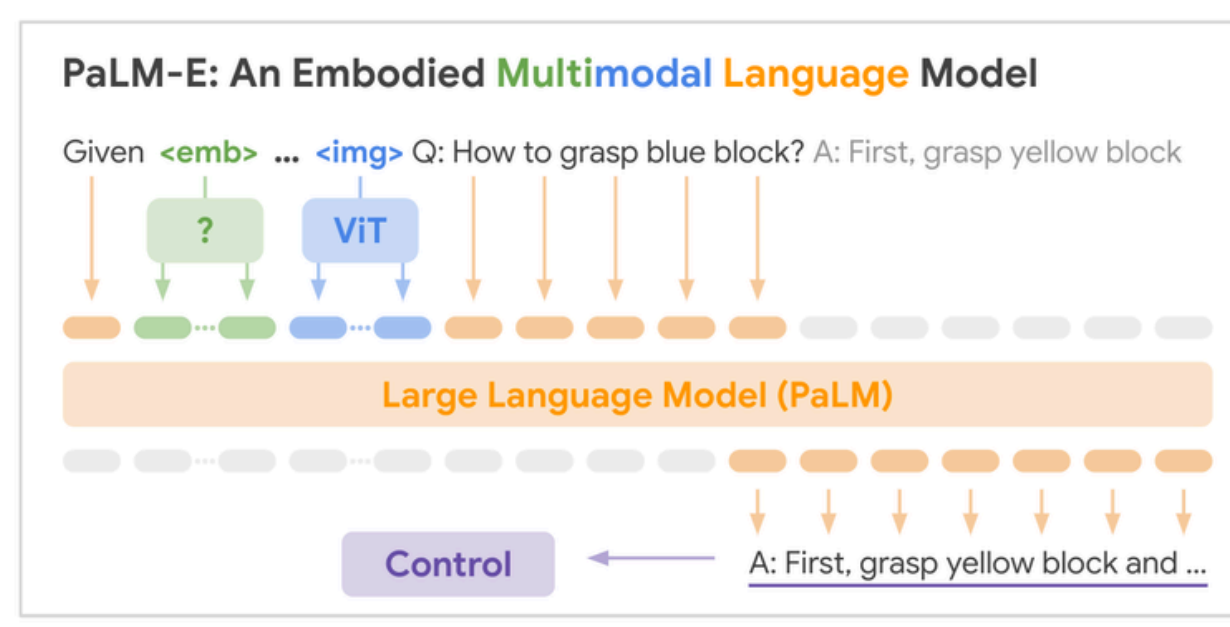 PaLM-E: An Embodied Multimodal Language Model
Given <emb> ... <img> Q: How to grasp blue block? A: First, grasp yellow block
? ViT
Large Language Model (PaLM)
Control A: First, grasp yellow block and ...